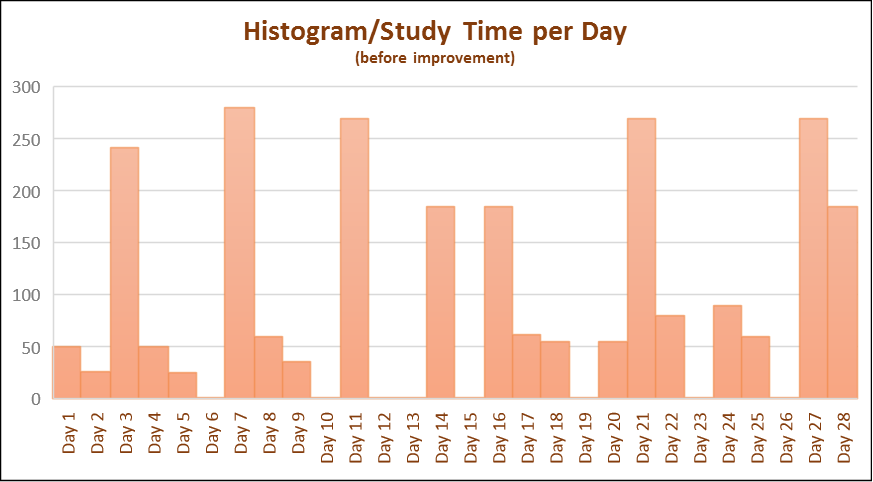 Histogram/Study Time per Day
(before improvement)
300
250
200
150
100
50
0
Day 1
Day 2
Day 3
Day 4
Day 5
Day 6
Day 7
Day 8
Day 9
Day 10
Day 11
Day 12
Day 13
Day 14
Day 15
Day 16
Day 17
Day 18
Day 19
Day 20
Day 21
Day 22
Day 23
Day 24
Day 25
Day 26
Day 27
Day 28